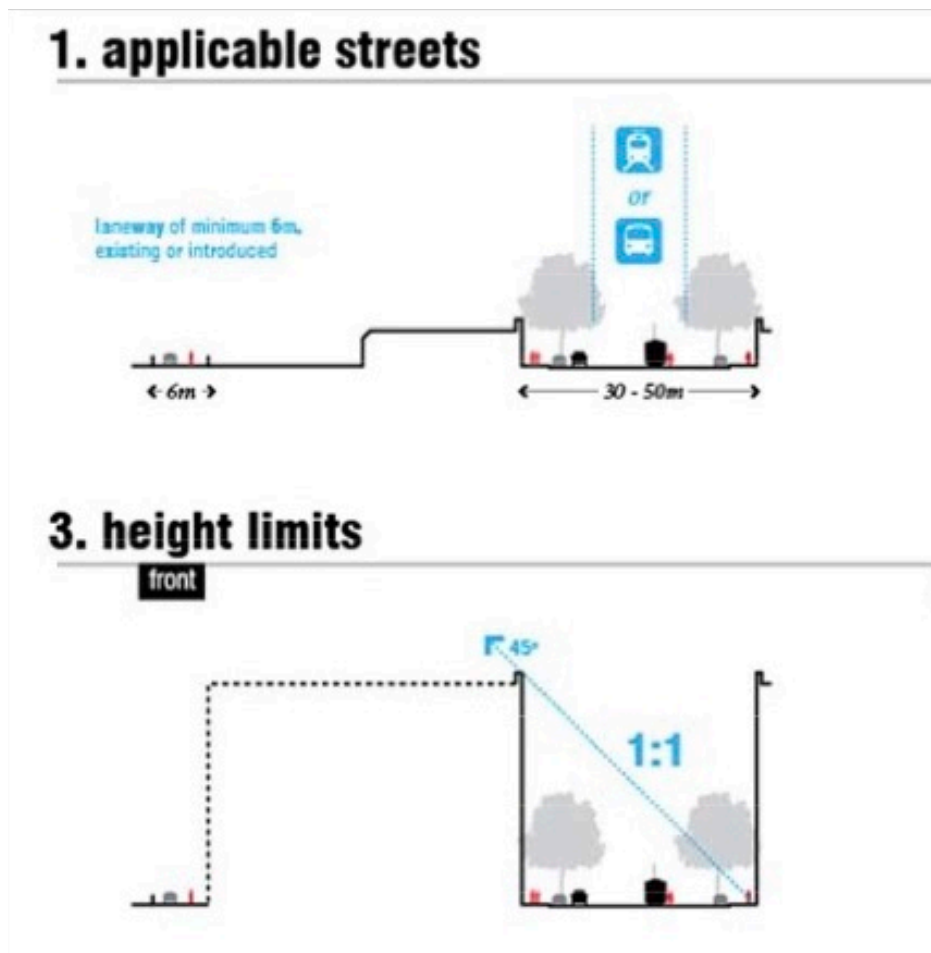 1. applicable streets
or
laneway of minimum 6m,
existing or introduced
6m
30 - 50m
3. height limits
front
45°
1:1